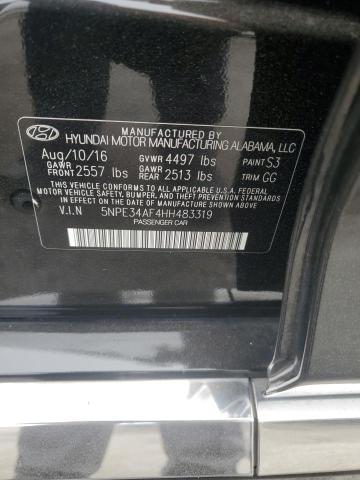 MANUFACTURED BY
HYUNDAI MOTOR MANUFACTURING ALABAMA, LLC
Aug/10/16 GVWR 4497 lbs PAINT S3
GAWR FRONT 2557 lbs GAWR REAR 2513 lbs TRIM GG
THIS VEHICLE CONFORMS TO ALL APPLICABLE U.S.A. FEDERAL
MOTOR VEHICLE SAFETY, BUMPER, AND THEFT PREVENTION
STANDARDS IN EFFECT ON THE DATE OF MANUFACTURE SHOWN ABOVE.
V.I.N 5NPE34AF4HH483319
PASSENGER CAR